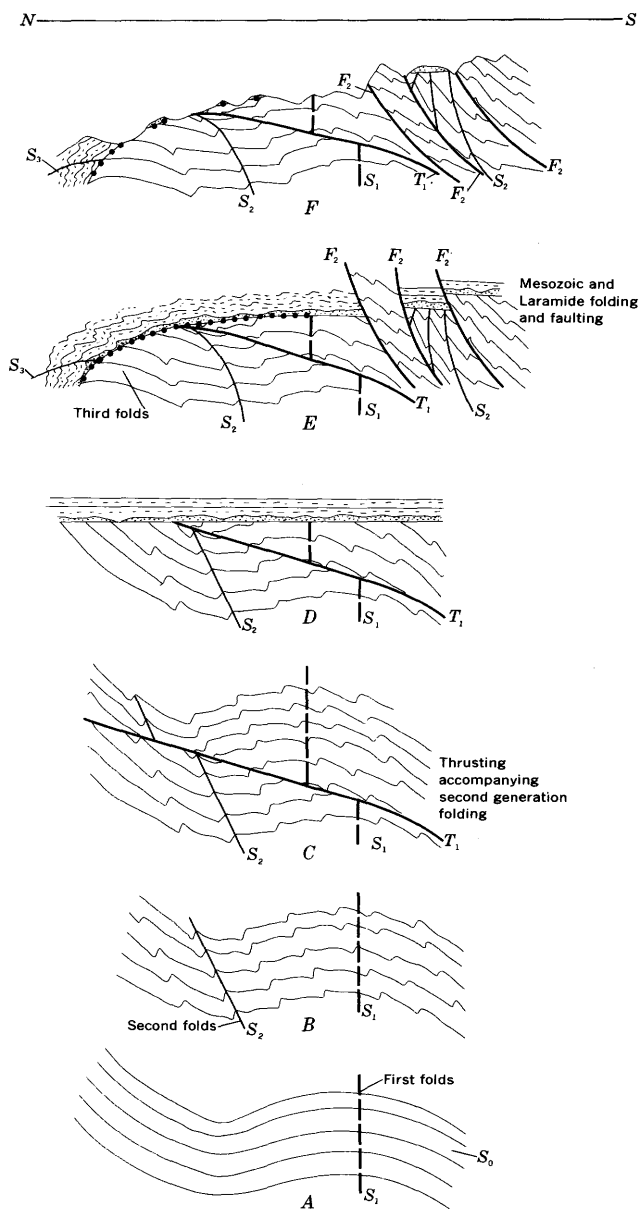 N S
F₂
F₂
S₃
S₂
F
S₁
T₁
F₂
S₂
F₂
F₂
F₂
F₂
Mesozoic and
Laramide folding
and faulting
S₃
Third folds
S₂
E
S₁
T₁
S₂
S₂
D
S₁
T₁
Thrusting
accompanying
second generation
folding
S₂
C
S₁
T₁
Second folds
S₂
B
S₁
First folds
S₀
A
S₁